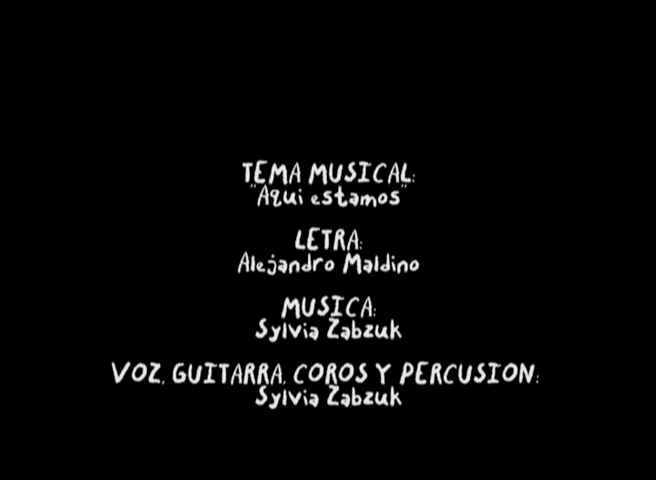 TEMA MUSICAL:
"Aqui estamos"
LETRA:
Alejandro Maldino
MUSICA:
Sylvia Zabzuk
VOZ, GUITARRA, COROS Y PERCUSION:
Sylvia Zabzuk